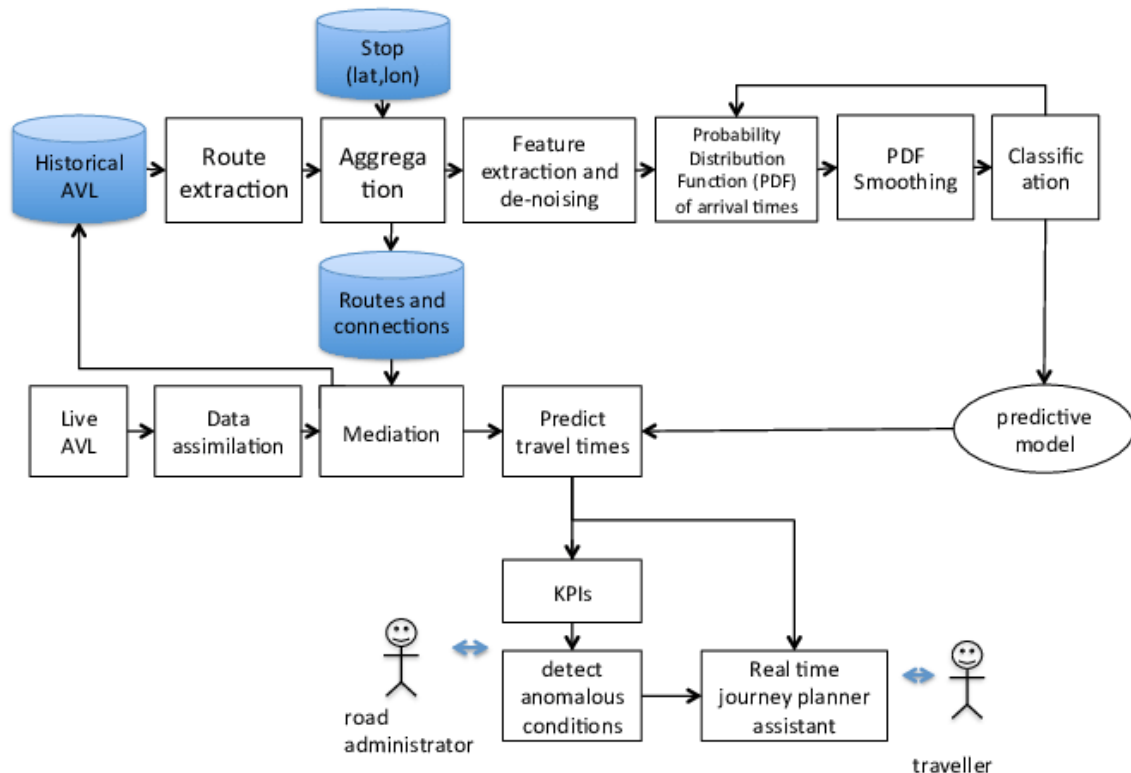 Stop
(lat,lon)
Historical
AVL
Route
extraction
Aggrega
tion
Feature
extraction and
de-noising
Probability
Distribution
Function (PDF)
of arrival times
PDF
Smoothing
Classific
ation
Routes and
connections
Live
AVL
Data
assimilation
Mediation
Predict
travel times
predictive
model
KPIs
detect
anomalous
conditions
Real time
journey planner
assistant
road
administrator
traveller